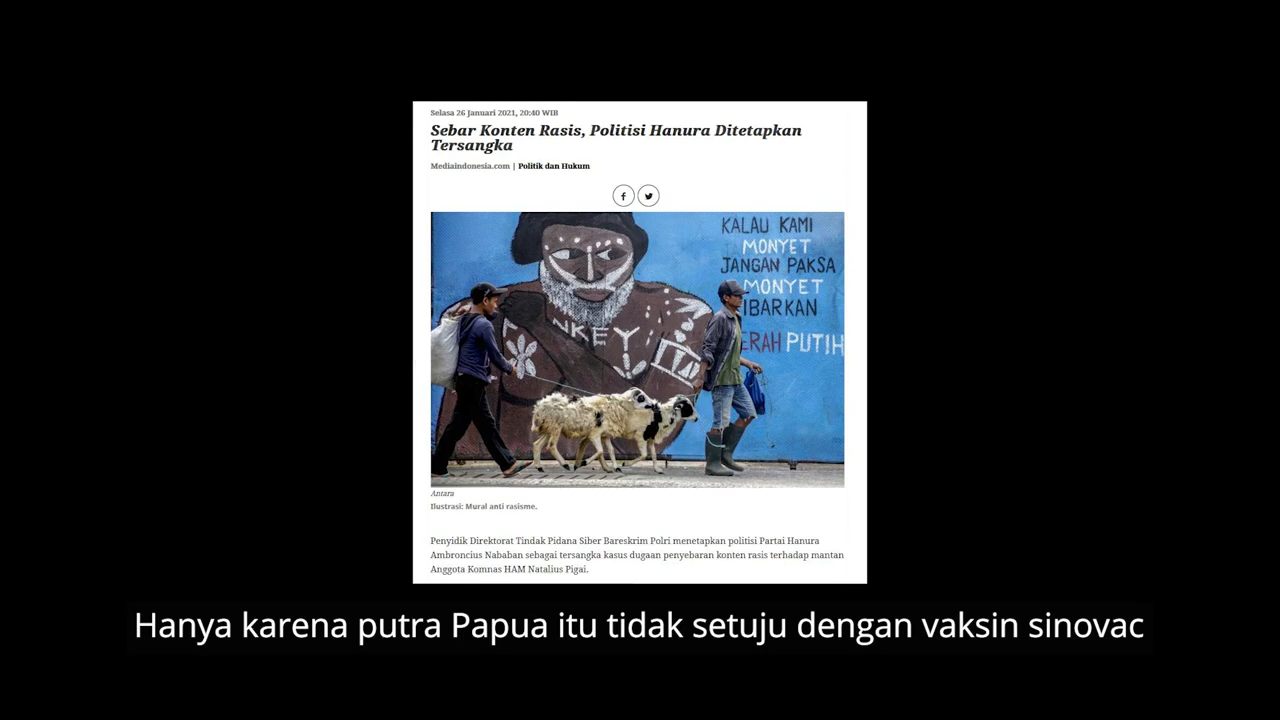 Selasa 26 Januari 2021, 20:40 WIB
Sebar Konten Rasis, Politisi Hanura Ditetapkan
Tersangka
Mediaindonesia.com | Politik dan Hukum
KALAU KAMI
MONYET
JANGAN PAKSA
MONYET
IBARKAN
ERAH PUTIH
NKEY
Antara
Ilustrasi: Mural anti rasisme.
Penyidik Direktorat Tindak Pidana Siber Bareskrim Polri menetapkan politisi Partai Hanura
Ambroncius Nababan sebagai tersangka kasus dugaan penyebaran konten rasis terhadap mantan
Anggota Komnas HAM Natalius Pigai.
Hanya karena putra Papua itu tidak setuju dengan vaksin sinovac